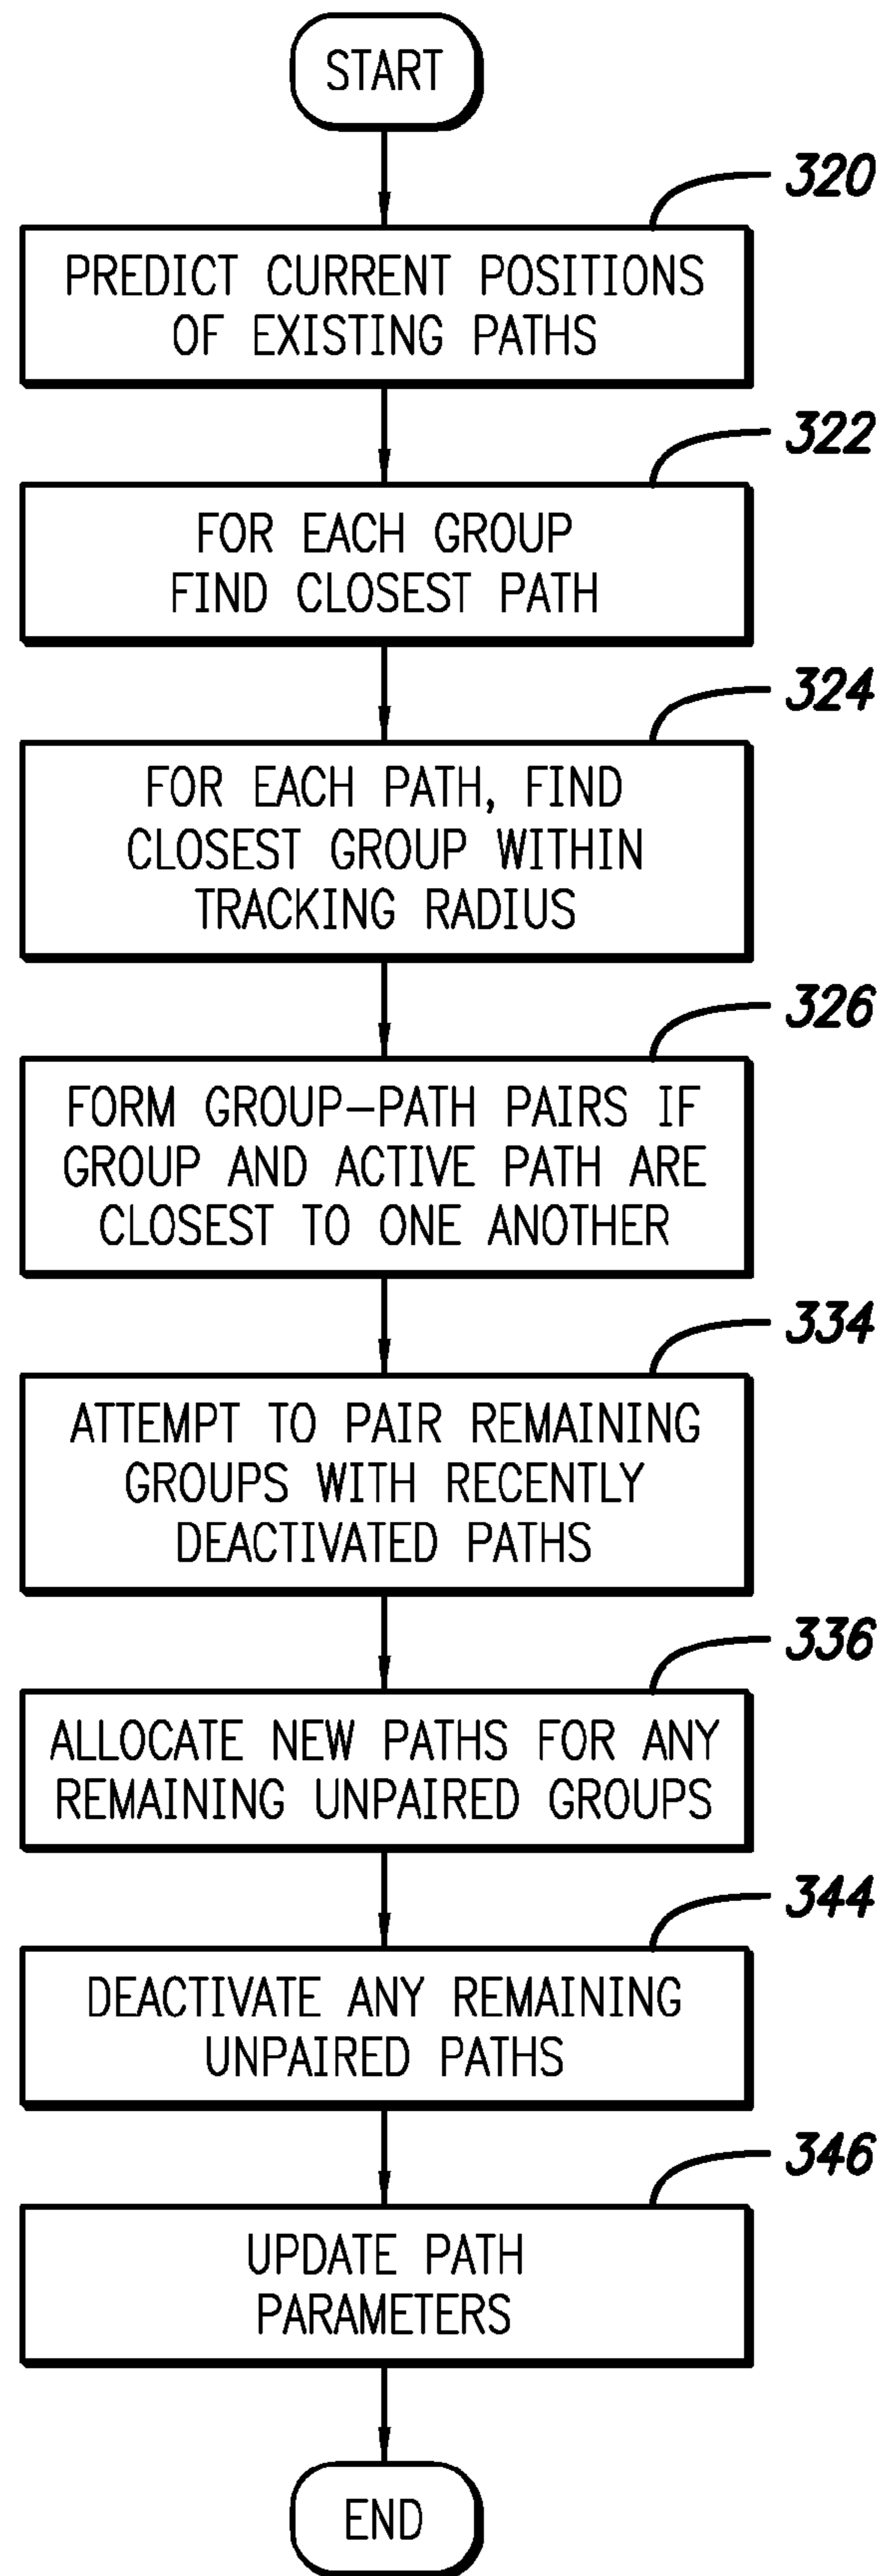 START
320
PREDICT CURRENT POSITIONS
OF EXISTING PATHS
322
FOR EACH GROUP
FIND CLOSEST PATH
324
FOR EACH PATH, FIND
CLOSEST GROUP WITHIN
TRACKING RADIUS
326
FORM GROUP-PATH PAIRS IF
GROUP AND ACTIVE PATH ARE
CLOSEST TO ONE ANOTHER
334
ATTEMPT TO PAIR REMAINING
GROUPS WITH RECENTLY
DEACTIVATED PATHS
336
ALLOCATE NEW PATHS FOR ANY
REMAINING UNPAIRED GROUPS
344
DEACTIVATE ANY REMAINING
UNPAIRED PATHS
346
UPDATE PATH
PARAMETERS
END